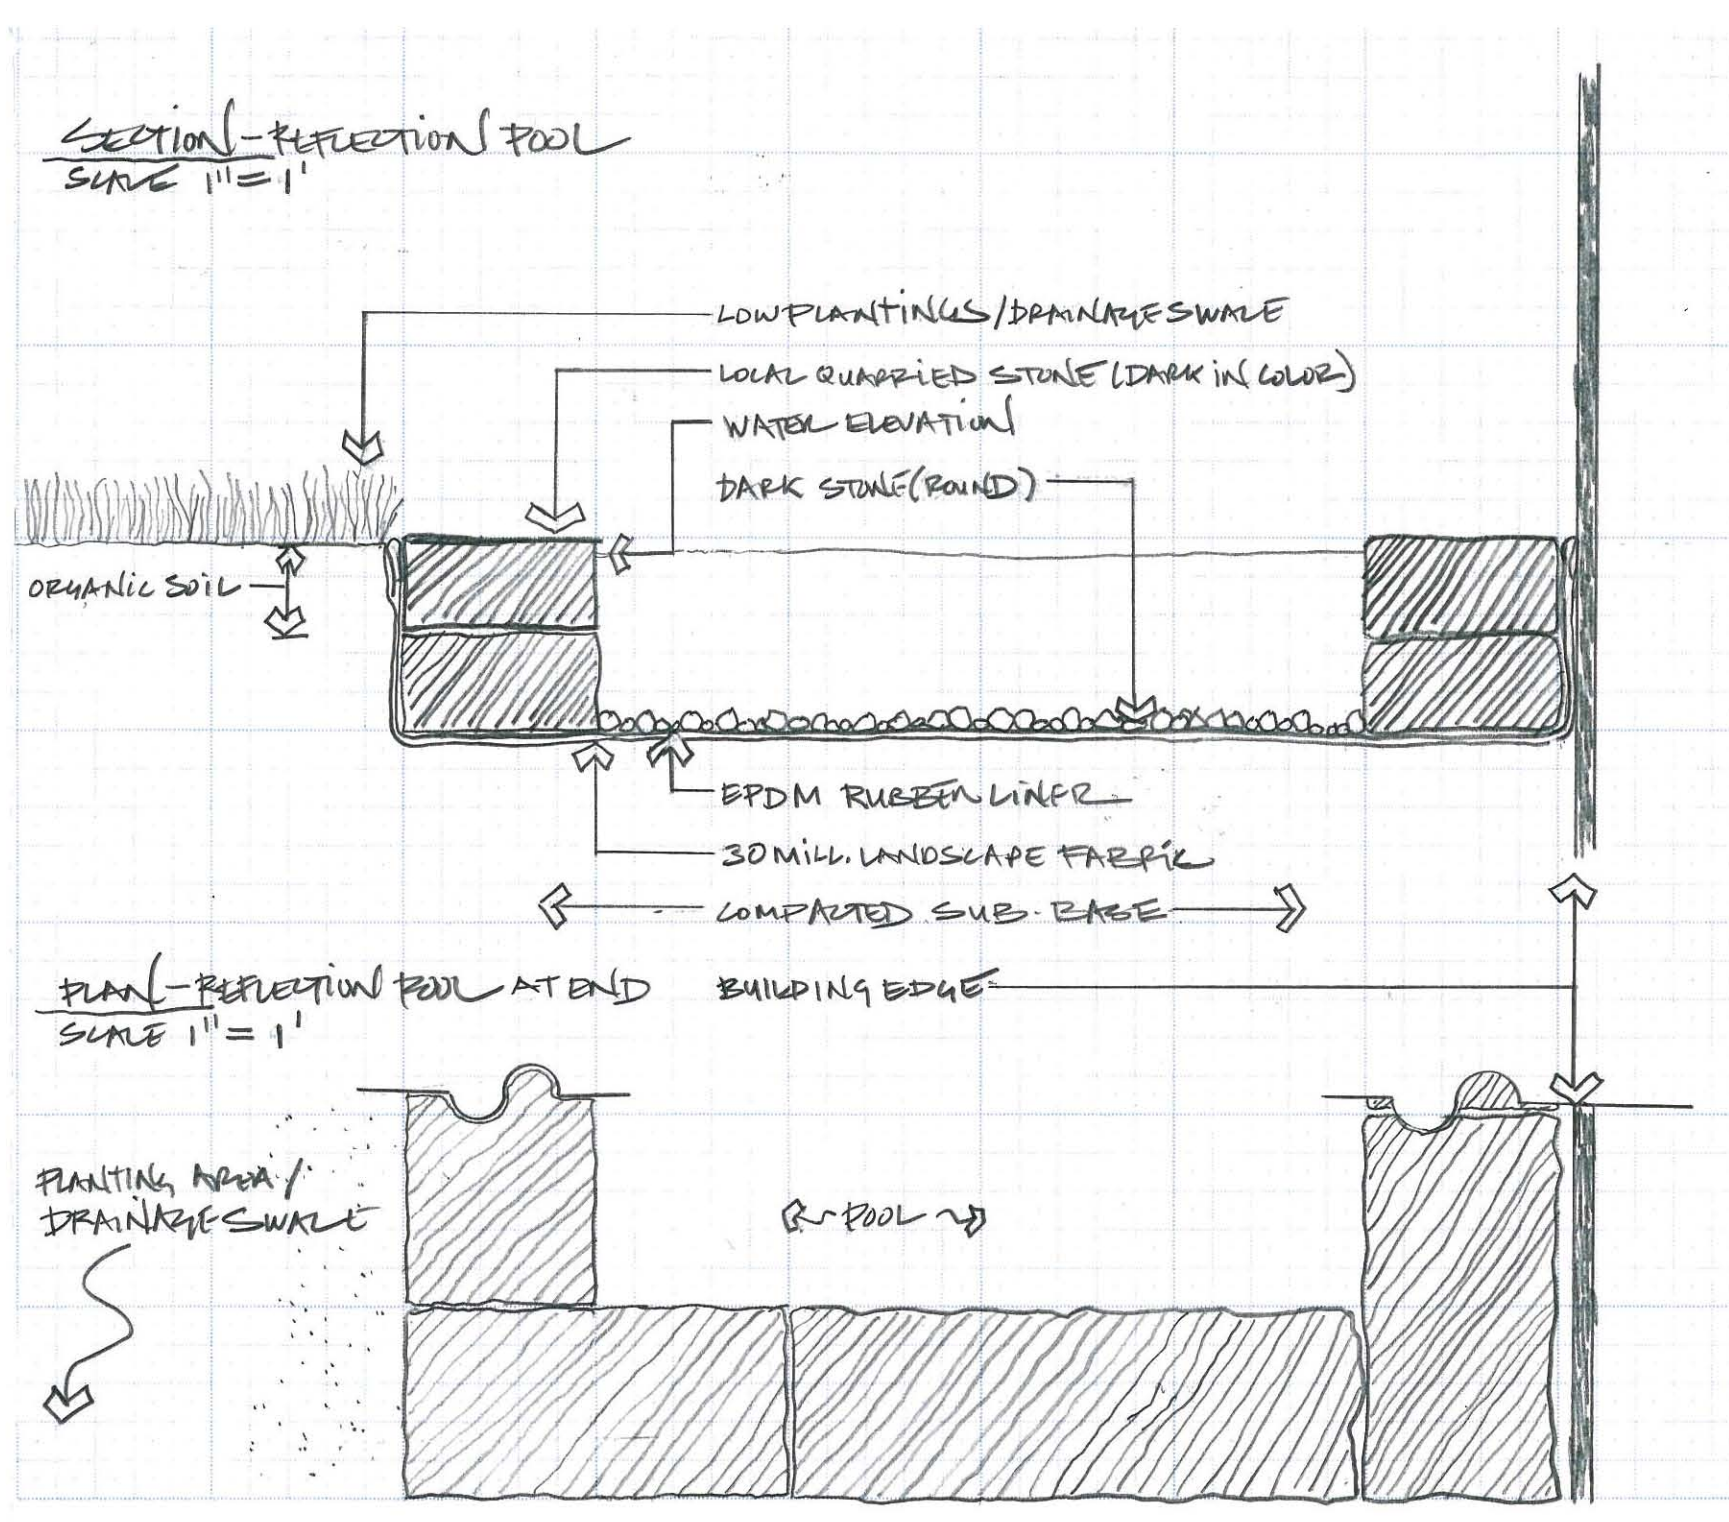 SECTION-REFLECTION POOL
SCALE 1"=1'
LOW PLANTINGS/DRAINAGE SWALE
LOCAL QUARRIED STONE (DARK IN COLOR)
WATER ELEVATION
DARK STONE (ROUND)
ORGANIC SOIL
EPDM RUBBER LINER
30 MILL. LANDSCAPE FABRIC
COMPACTED SUB-BASE
PLAN-REFLECTION POOL AT END
SCALE 1"=1'
BUILDING EDGE
PLANTING AREA/
DRAINAGE SWALE
POOL